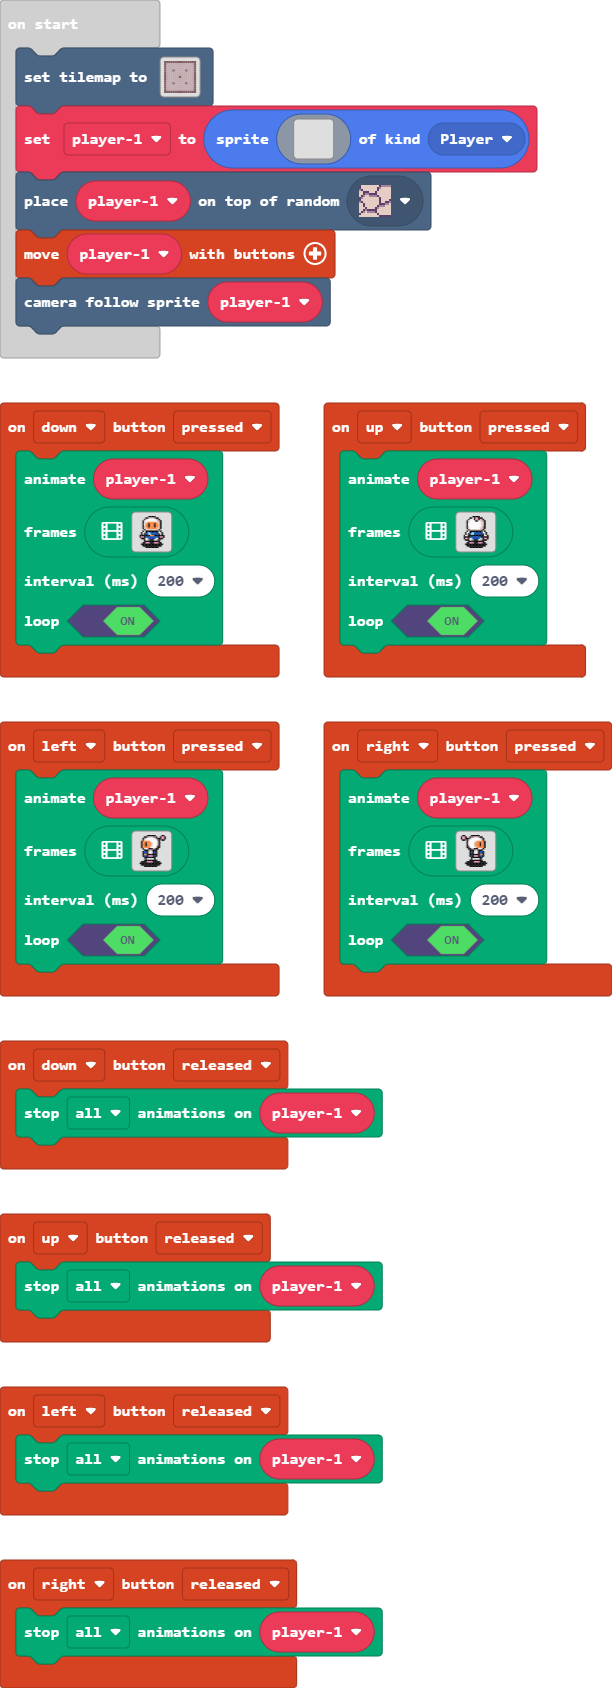 on start
set tilemap to
set player-1 to sprite of kind Player
place player-1 on top of random
move player-1 with buttons
camera follow sprite player-1
on down button pressed
animate player-1
frames
interval (ms) 200
loop ON
on up button pressed
animate player-1
frames
interval (ms) 200
loop ON
on left button pressed
animate player-1
frames
interval (ms) 200
loop ON
on right button pressed
animate player-1
frames
interval (ms) 200
loop ON
on down button released
stop all animations on player-1
on up button released
stop all animations on player-1
on left button released
stop all animations on player-1
on right button released
stop all animations on player-1